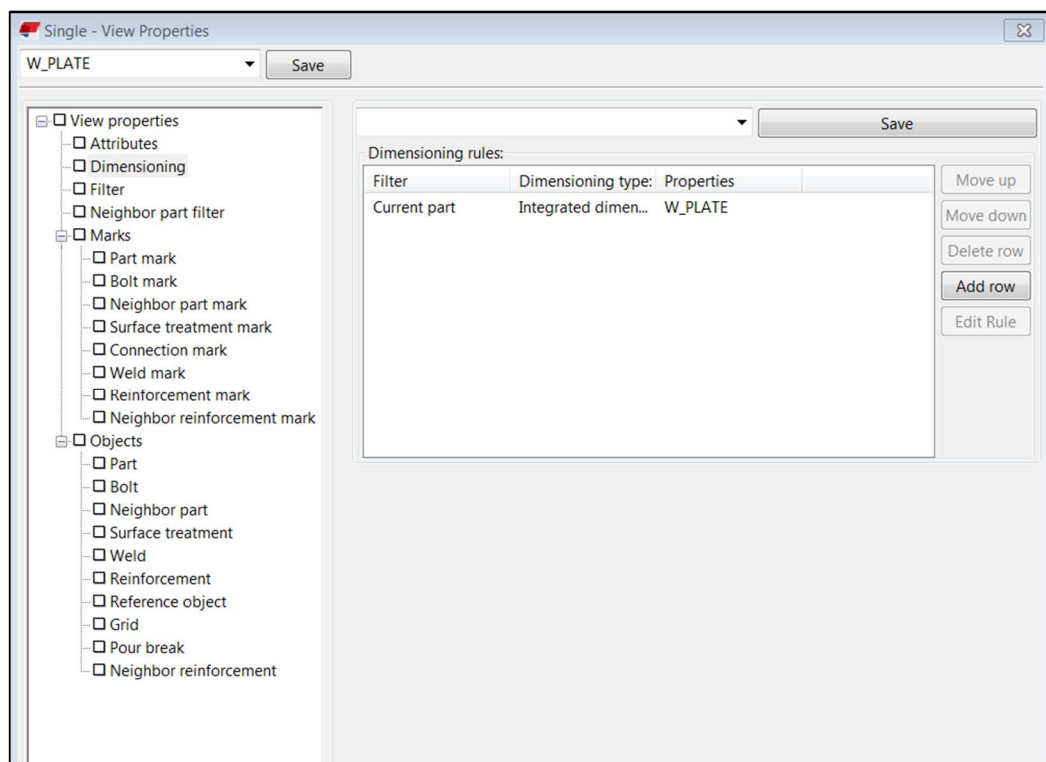 Single - View Properties
W_PLATE Save
View properties
Attributes
Dimensioning
Filter
Neighbor part filter
Marks
Part mark
Bolt mark
Neighbor part mark
Surface treatment mark
Connection mark
Weld mark
Reinforcement mark
Neighbor reinforcement mark
Objects
Part
Bolt
Neighbor part
Surface treatment
Weld
Reinforcement
Reference object
Grid
Pour break
Neighbor reinforcement
Save
Dimensioning rules:
Filter Dimensioning type: Properties
Current part Integrated dimen... W_PLATE
Move up
Move down
Delete row
Add row
Edit Rule